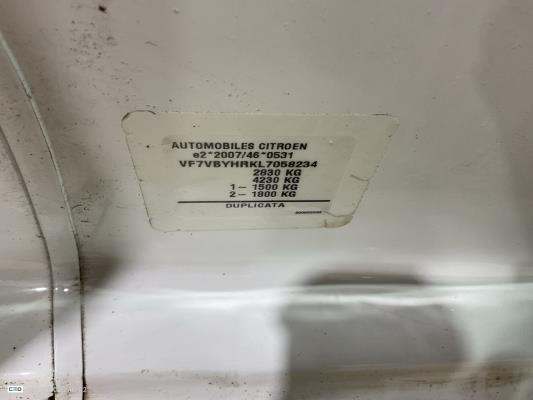 AUTOMOBILES CITROEN
e2*2007/46*0531
VF7VBYHRKL7058234
2830 KG
4230 KG
1- 1500 KG
2- 1800 KG
DUPLICATA